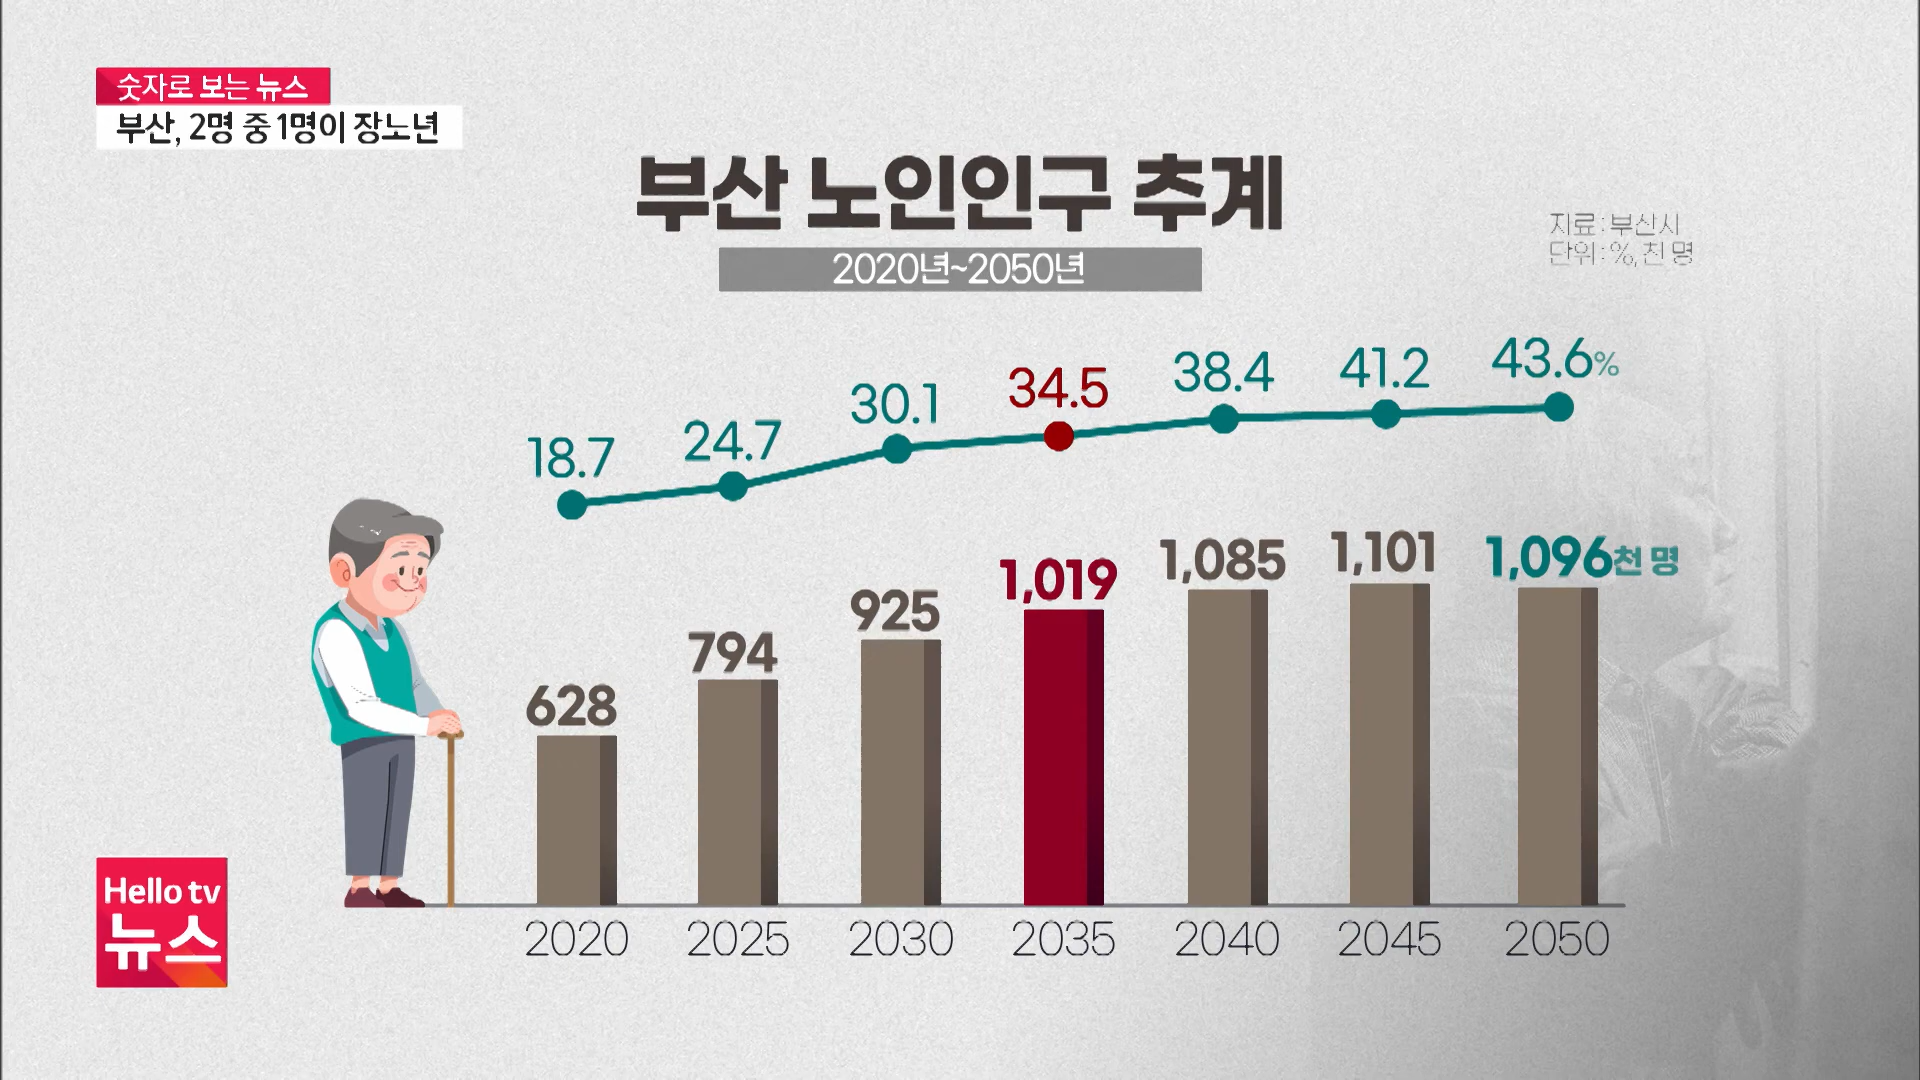 숫자로 보는 뉴스
부산, 2명 중 1명이 장노년
부산 노인인구 추계
2020년~2050년
지료 : 부산시
단위 : %, 천 명
18.7 24.7 30.1 34.5 38.4 41.2 43.6%
628 794 925 1,019 1,085 1,101 1,096천 명
2020 2025 2030 2035 2040 2045 2050
Hello tv
뉴스